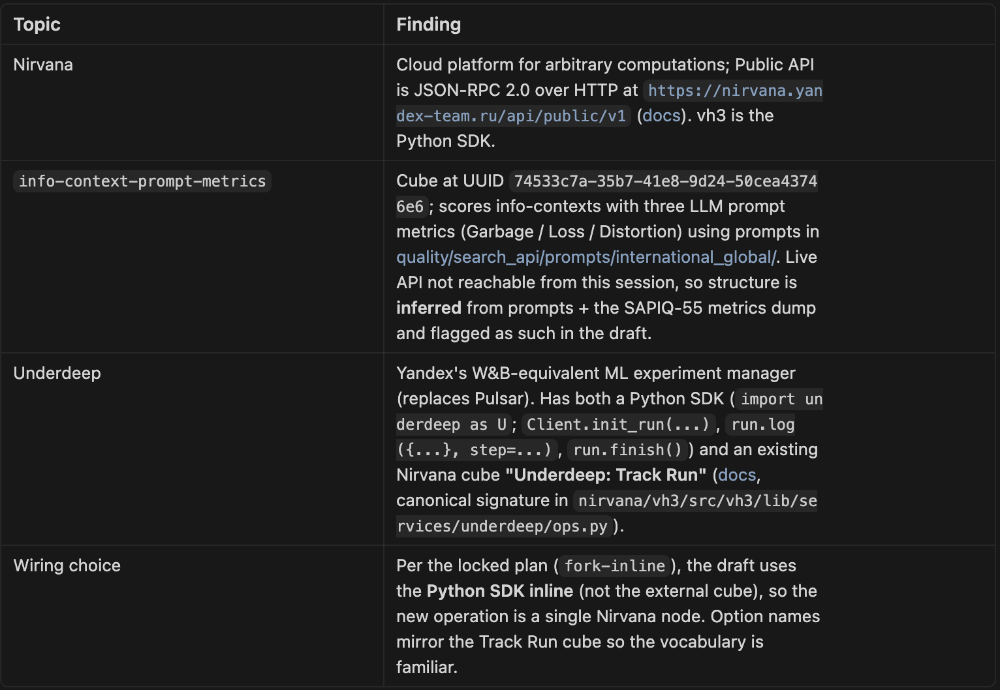 Topic
Finding
Nirvana
Cloud platform for arbitrary computations; Public API
is JSON-RPC 2.0 over HTTP at https://nirvana.yan
dex-team.ru/api/public/v1 (docs). vh3 is the
Python SDK.
info-context-prompt-metrics
Cube at UUID 74533c7a-35b7-41e8-9d24-50cea4374
6e6; scores info-contexts with three LLM prompt
metrics (Garbage / Loss / Distortion) using prompts in
quality/search_api/prompts/international_global/. Live
API not reachable from this session, so structure is
inferred from prompts + the SAPIQ-55 metrics dump
and flagged as such in the draft.
Underdeep
Yandex's W&B-equivalent ML experiment manager
(replaces Pulsar). Has both a Python SDK (import un
derdeep as U; Client.init_run(...), run.log
({...}, step=...), run.finish()) and an existing
Nirvana cube "Underdeep: Track Run" (docs,
canonical signature in nirvana/vh3/src/vh3/lib/se
rvices/underdeep/ops.py).
Wiring choice
Per the locked plan (fork-inline), the draft uses
the Python SDK inline (not the external cube), so the
new operation is a single Nirvana node. Option names
mirror the Track Run cube so the vocabulary is
familiar.